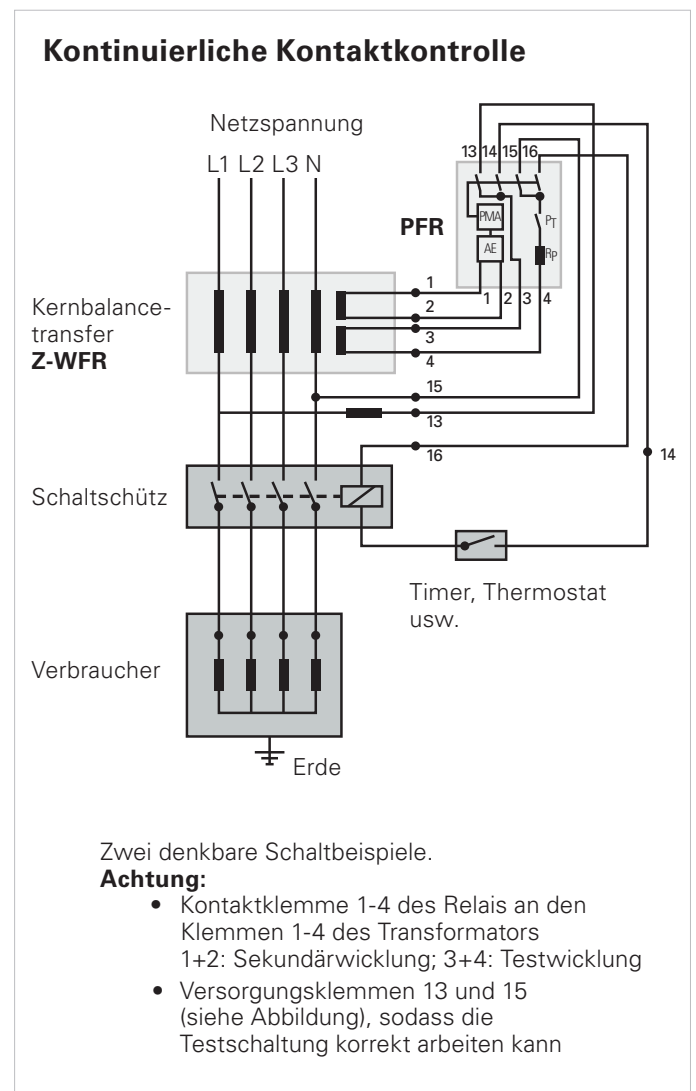 Kontinuierliche Kontaktkontrolle
Netzspannung
L1 L2 L3 N
13 14 15 16
PFR
PMA
PT
AE
RP
1 2 3 4
Kernbalance-
transfer
Z-WFR
1
2
3
4
15
13
16
14
Schaltschütz
Timer, Thermostat
usw.
Verbraucher
Erde
Zwei denkbare Schaltbeispiele.
Achtung:
• Kontaktklemme 1-4 des Relais an den
Klemmen 1-4 des Transformators
1+2: Sekundärwicklung; 3+4: Testwicklung
• Versorgungsklemmen 13 und 15
(siehe Abbildung), sodass die
Testschaltung korrekt arbeiten kann